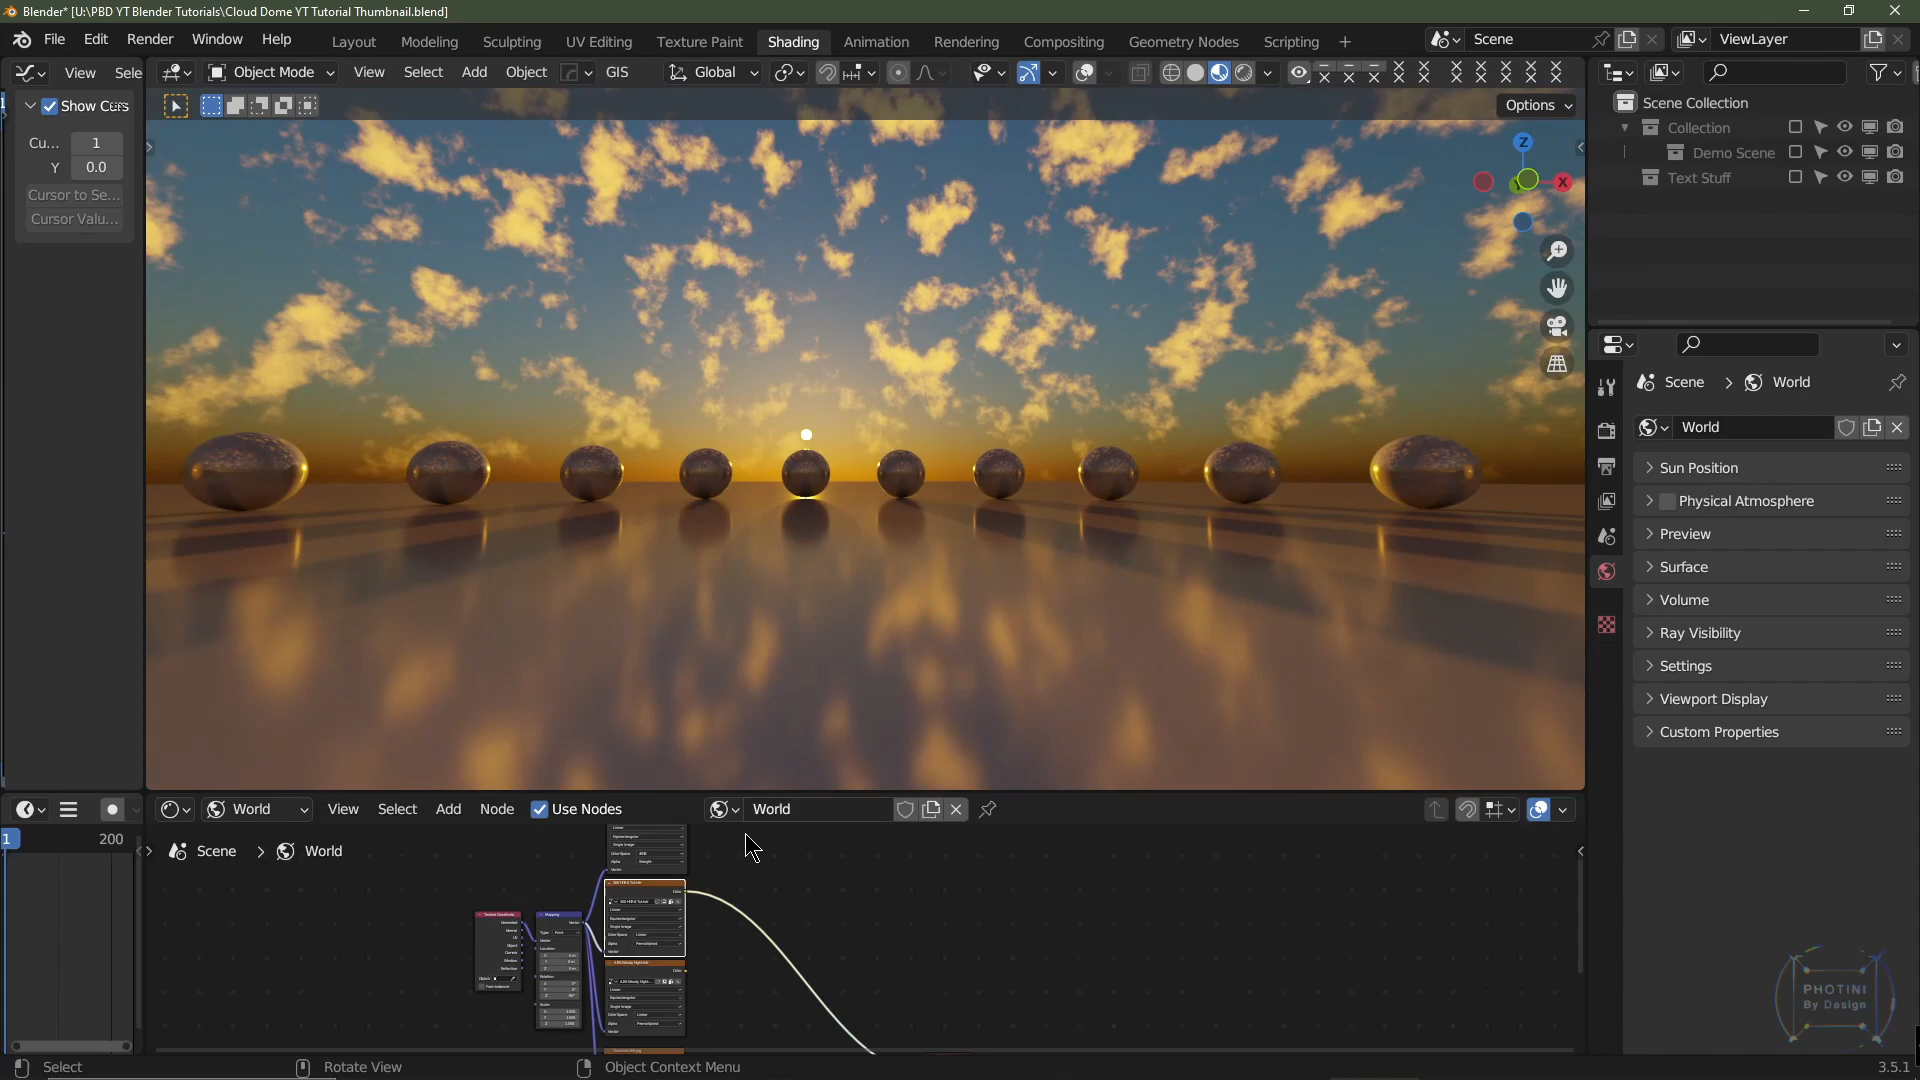 Blender* [U:\PBD YT Blender Tutorials\Cloud Dome YT Tutorial Thumbnail.blend]
File Edit Render Window Help Layout Modeling Sculpting UV Editing Texture Paint Shading Animation Rendering Compositing Geometry Nodes Scripting + Scene ViewLayer
View Sele Object Mode View Select Add Object GIS Global
Show Curs Options Scene Collection
Collection
Cu... 1 Z Demo Scene
Y 0.0 Y X Text Stuff
Cursor to Se...
Cursor Valu...
Scene > World
World
Sun Position
Physical Atmosphere
Preview
Surface
Volume
Ray Visibility
Settings
Viewport Display
Custom Properties
World View Select Add Node Use Nodes World
1 200
Scene > World
Texture Coordinate
Mapping
PHOTINI
By Design
Select Rotate View Object Context Menu 3.5.1